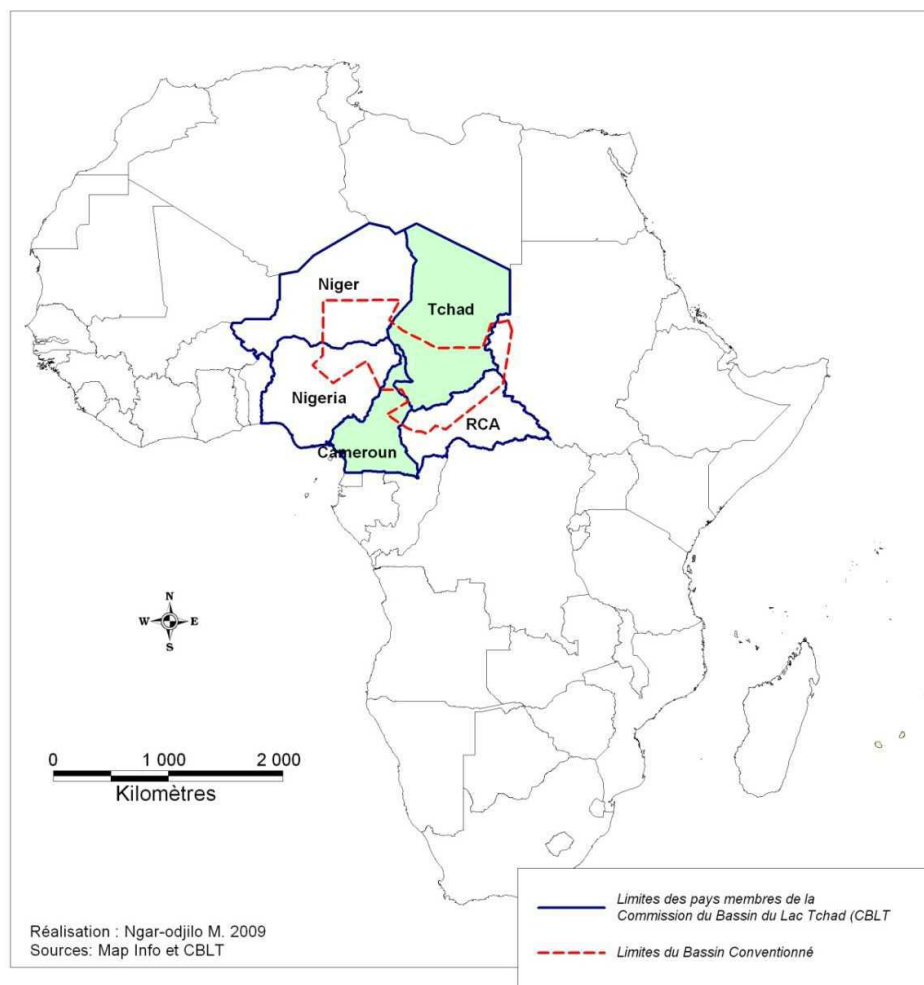 Niger
Tchad
Nigeria
RCA
Cameroun
N
W E
S
0 1 000 2 000
Kilomètres
Limites des pays membres de la
Commission du Bassin du Lac Tchad (CBLT
Limites du Bassin Conventionné
Réalisation : Ngar-odjilo M. 2009
Sources: Map Info et CBLT